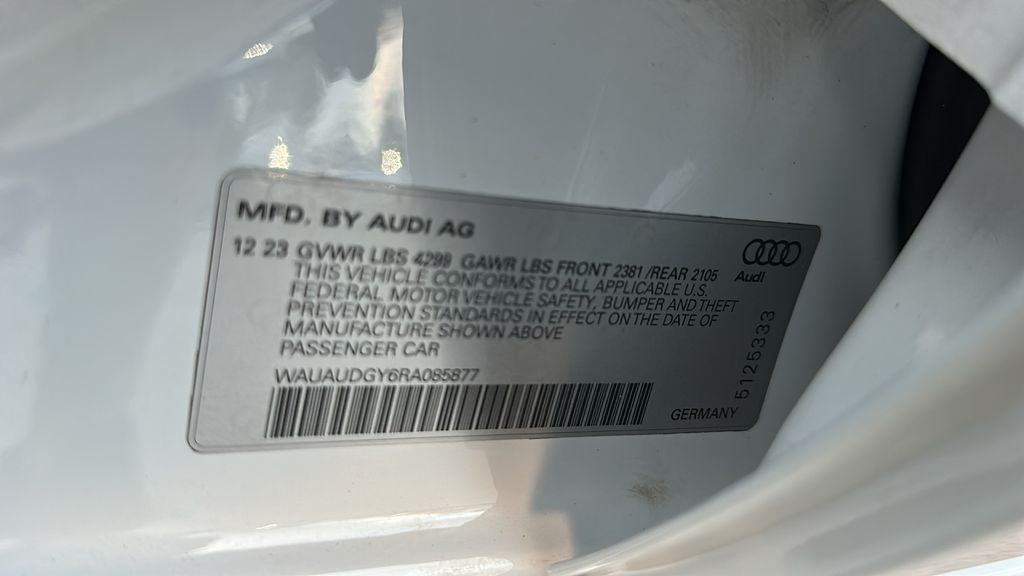 MFD. BY AUDI AG
12 23 GVWR LBS 4299 GAWR LBS FRONT 2381 /REAR 2105
THIS VEHICLE CONFORMS TO ALL APPLICABLE U.S.
FEDERAL MOTOR VEHICLE SAFETY, BUMPER AND THEFT
PREVENTION STANDARDS IN EFFECT ON THE DATE OF
MANUFACTURE SHOWN ABOVE
PASSENGER CAR
WAUAUDGY6RA085877
Audi
5125333
GERMANY